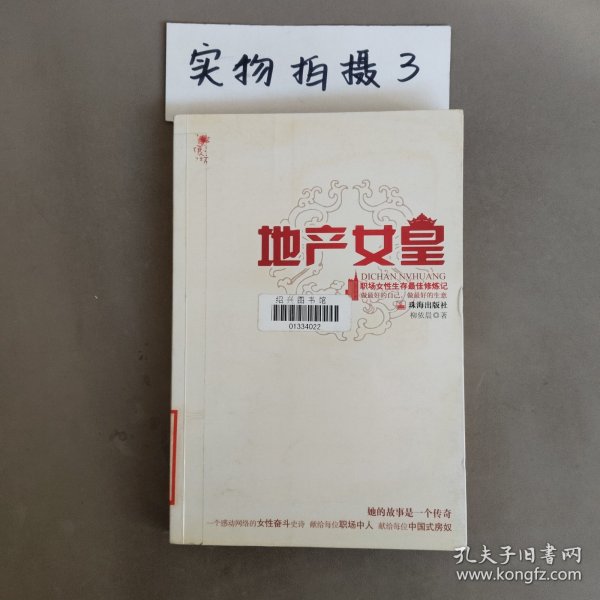 实物拍摄3
地产女皇
DICHAN NVHUANG
职场女性生存最佳修炼记
做最好的自己，做最好的生意
珠海出版社
柳依晨◎著
绍兴图书馆
01334022
她的故事是一个传奇
一个感动网络的女性奋斗史诗 献给每位职场中人 献给每位中国式房奴
孔夫子旧书网
www.kongfz.com